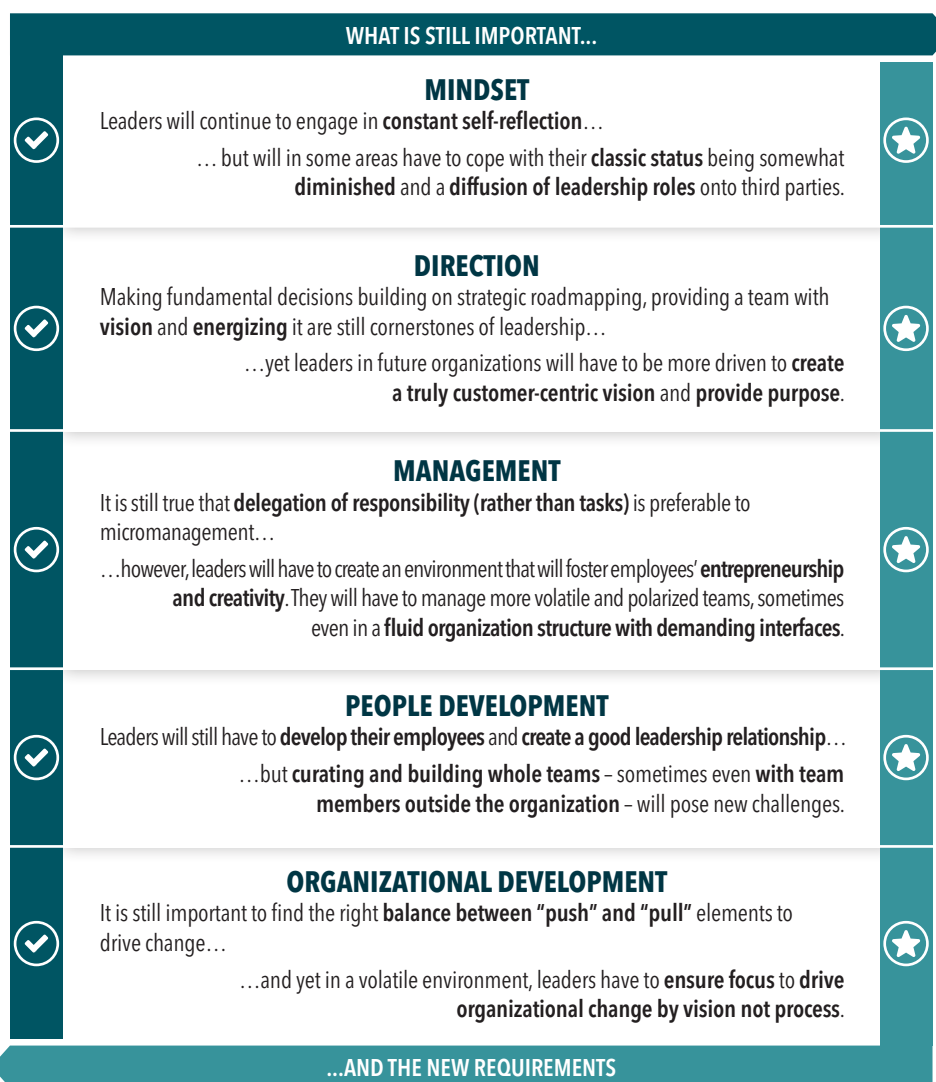 WHAT IS STILL IMPORTANT...
MINDSET
Leaders will continue to engage in constant self-reflection…
… but will in some areas have to cope with their classic status being somewhat
diminished and a diffusion of leadership roles onto third parties.
DIRECTION
Making fundamental decisions building on strategic roadmapping, providing a team with
vision and energizing it are still cornerstones of leadership…
…yet leaders in future organizations will have to be more driven to create
a truly customer-centric vision and provide purpose.
MANAGEMENT
It is still true that delegation of responsibility (rather than tasks) is preferable to
micromanagement…
…however, leaders will have to create an environment that will foster employees' entrepreneurship
and creativity. They will have to manage more volatile and polarized teams, sometimes
even in a fluid organization structure with demanding interfaces.
PEOPLE DEVELOPMENT
Leaders will still have to develop their employees and create a good leadership relationship…
…but curating and building whole teams – sometimes even with team
members outside the organization – will pose new challenges.
ORGANIZATIONAL DEVELOPMENT
It is still important to find the right balance between "push" and "pull" elements to
drive change…
…and yet in a volatile environment, leaders have to ensure focus to drive
organizational change by vision not process.
...AND THE NEW REQUIREMENTS